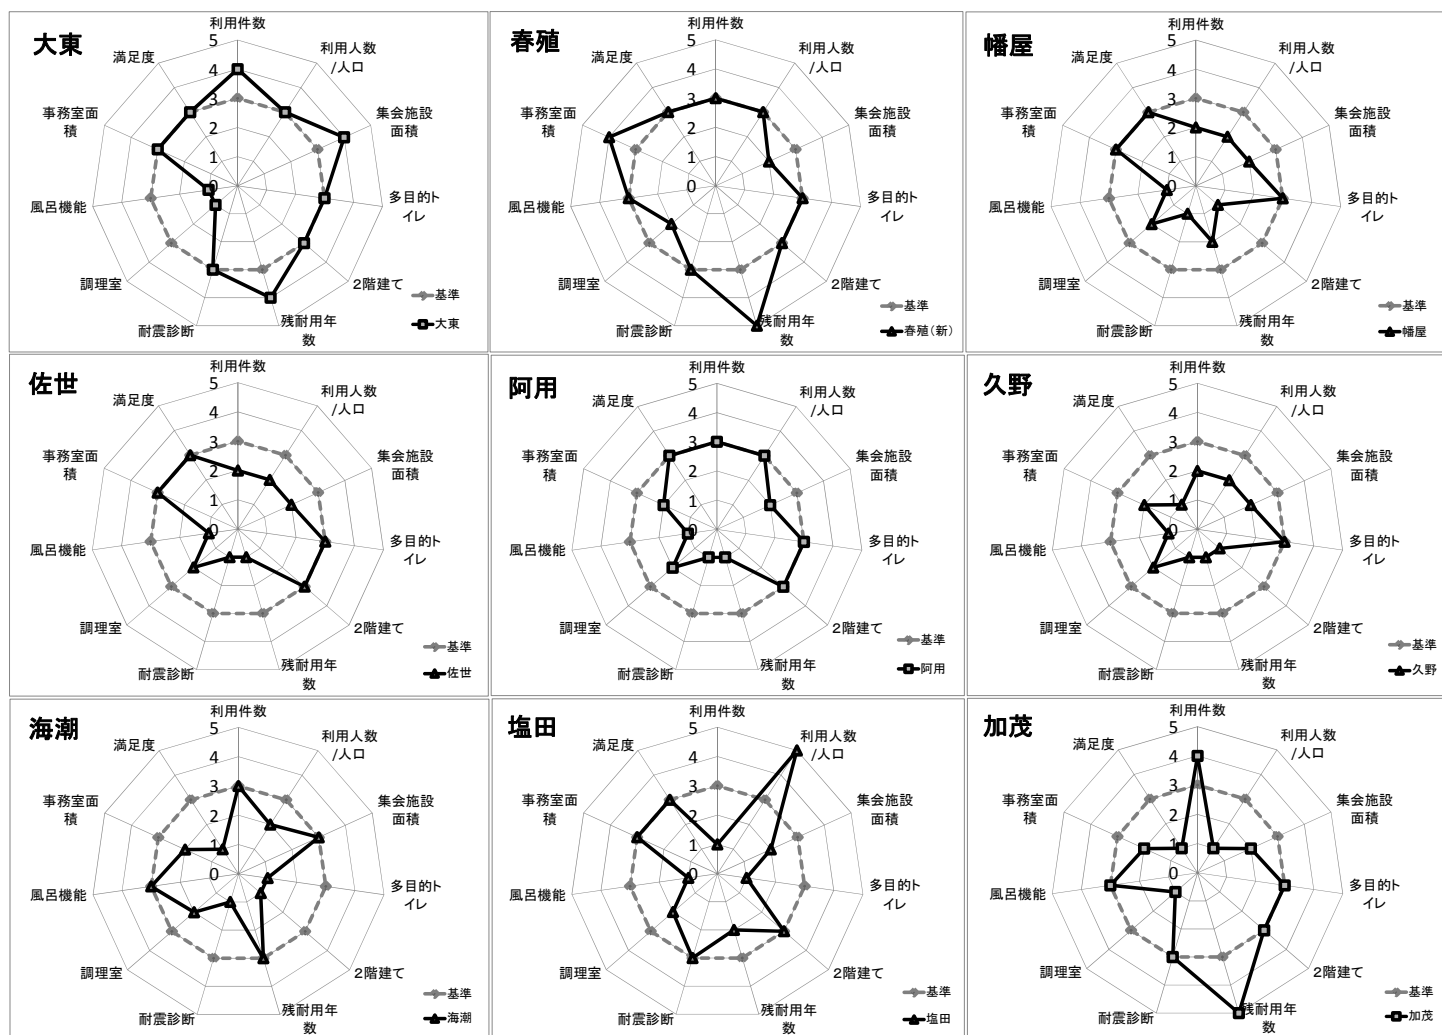 大東
利用件数
利用人数
/人口
集会施設
面積
多目的ト
イレ
2階建て
残耐用年
数
耐震診断
調理室
風呂機能
事務室面
積
満足度
5
4
3
2
1
0
基準
大東
春殖
利用件数
利用人数
/人口
集会施設
面積
多目的ト
イレ
2階建て
残耐用年
数
耐震診断
調理室
風呂機能
事務室面
積
満足度
5
4
3
2
1
0
基準
春殖(新)
幡屋
利用件数
利用人数
/人口
集会施設
面積
多目的ト
イレ
2階建て
残耐用年
数
耐震診断
調理室
風呂機能
事務室面
積
満足度
5
4
3
2
1
0
基準
幡屋
佐世
利用件数
利用人数
/人口
集会施設
面積
多目的ト
イレ
2階建て
残耐用年
数
耐震診断
調理室
風呂機能
事務室面
積
満足度
5
4
3
2
1
0
基準
佐世
阿用
利用件数
利用人数
/人口
集会施設
面積
多目的ト
イレ
2階建て
残耐用年
数
耐震診断
調理室
風呂機能
事務室面
積
満足度
5
4
3
2
1
0
基準
阿用
久野
利用件数
利用人数
/人口
集会施設
面積
多目的ト
イレ
2階建て
残耐用年
数
耐震診断
調理室
風呂機能
事務室面
積
満足度
5
4
3
2
1
0
基準
久野
海潮
利用件数
利用人数
/人口
集会施設
面積
多目的ト
イレ
2階建て
残耐用年
数
耐震診断
調理室
風呂機能
事務室面
積
満足度
5
4
3
2
1
0
基準
海潮
塩田
利用件数
利用人数
/人口
集会施設
面積
多目的ト
イレ
2階建て
残耐用年
数
耐震診断
調理室
風呂機能
事務室面
積
満足度
5
4
3
2
1
0
基準
塩田
加茂
利用件数
利用人数
/人口
集会施設
面積
多目的ト
イレ
2階建て
残耐用年
数
耐震診断
調理室
風呂機能
事務室面
積
満足度
5
4
3
2
1
0
基準
加茂